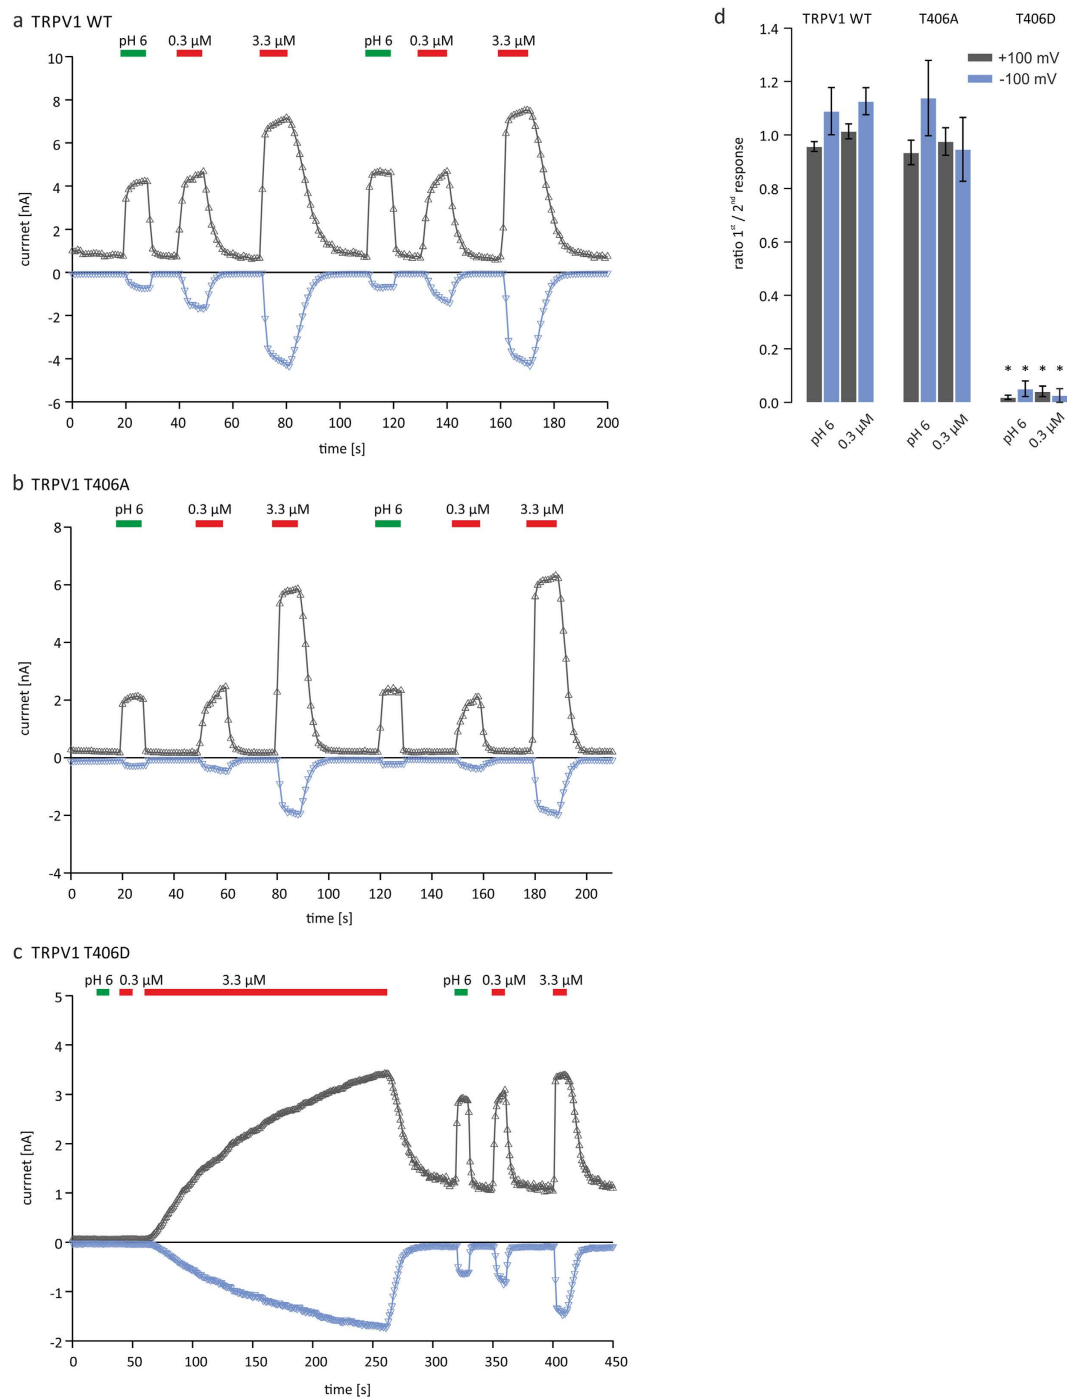 a TRPV1 WT
pH 6 0.3 µM 3.3 µM pH 6 0.3 µM 3.3 µM
10
8
6
4
2
0
-2
-4
-6
currnet [nA]
0 20 40 60 80 100 120 140 160 180 200
time [s]
b TRPV1 T406A
pH 6 0.3 µM 3.3 µM pH 6 0.3 µM 3.3 µM
8
6
4
2
0
-2
-4
currnet [nA]
0 20 40 60 80 100 120 140 160 180 200
time [s]
c TRPV1 T406D
pH 6 0.3 µM 3.3 µM pH 6 0.3 µM 3.3 µM
5
4
3
2
1
0
-1
-2
currnet [nA]
0 50 100 150 200 250 300 350 400 450
time [s]
d TRPV1 WT T406A T406D
+100 mV
-100 mV
1.4
1.2
1.0
0.8
0.6
0.4
0.2
0.0
ratio 1st / 2nd response
* * * *
pH 6 0.3 µM pH 6 0.3 µM pH 6 0.3 µM